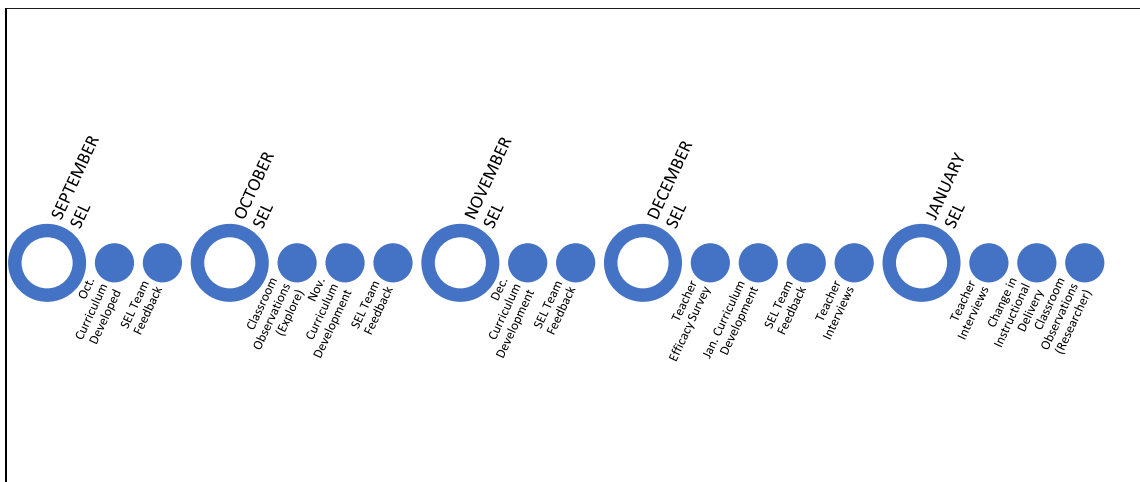 SEPTEMBER
SEL
Oct.
Curriculum
Developed
SEL Team
Feedback
OCTOBER
SEL
Classroom
Observations
(Explore)
Nov.
Curriculum
Development
SEL Team
Feedback
NOVEMBER
SEL
Dec.
Curriculum
Development
SEL Team
Feedback
DECEMBER
SEL
Teacher
Efficacy Survey
Jan. Curriculum
Development
SEL Team
Feedback
Teacher
Interviews
JANUARY
SEL
Teacher
Interviews
Change in
Instructional
Delivery
Classroom
Observations
(Researcher)